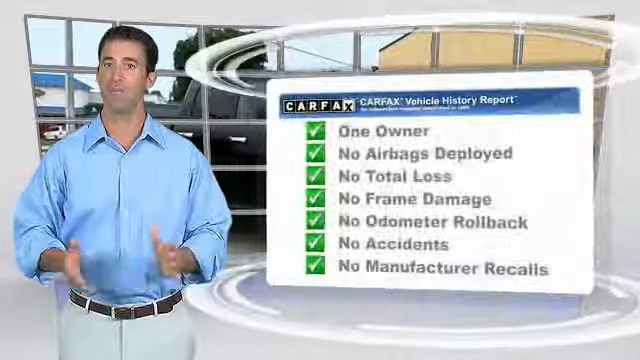 CARFAX CARFAX Vehicle History Report™
One Owner
No Airbags Deployed
No Total Loss
No Frame Damage
No Odometer Rollback
No Accidents
No Manufacturer Recalls